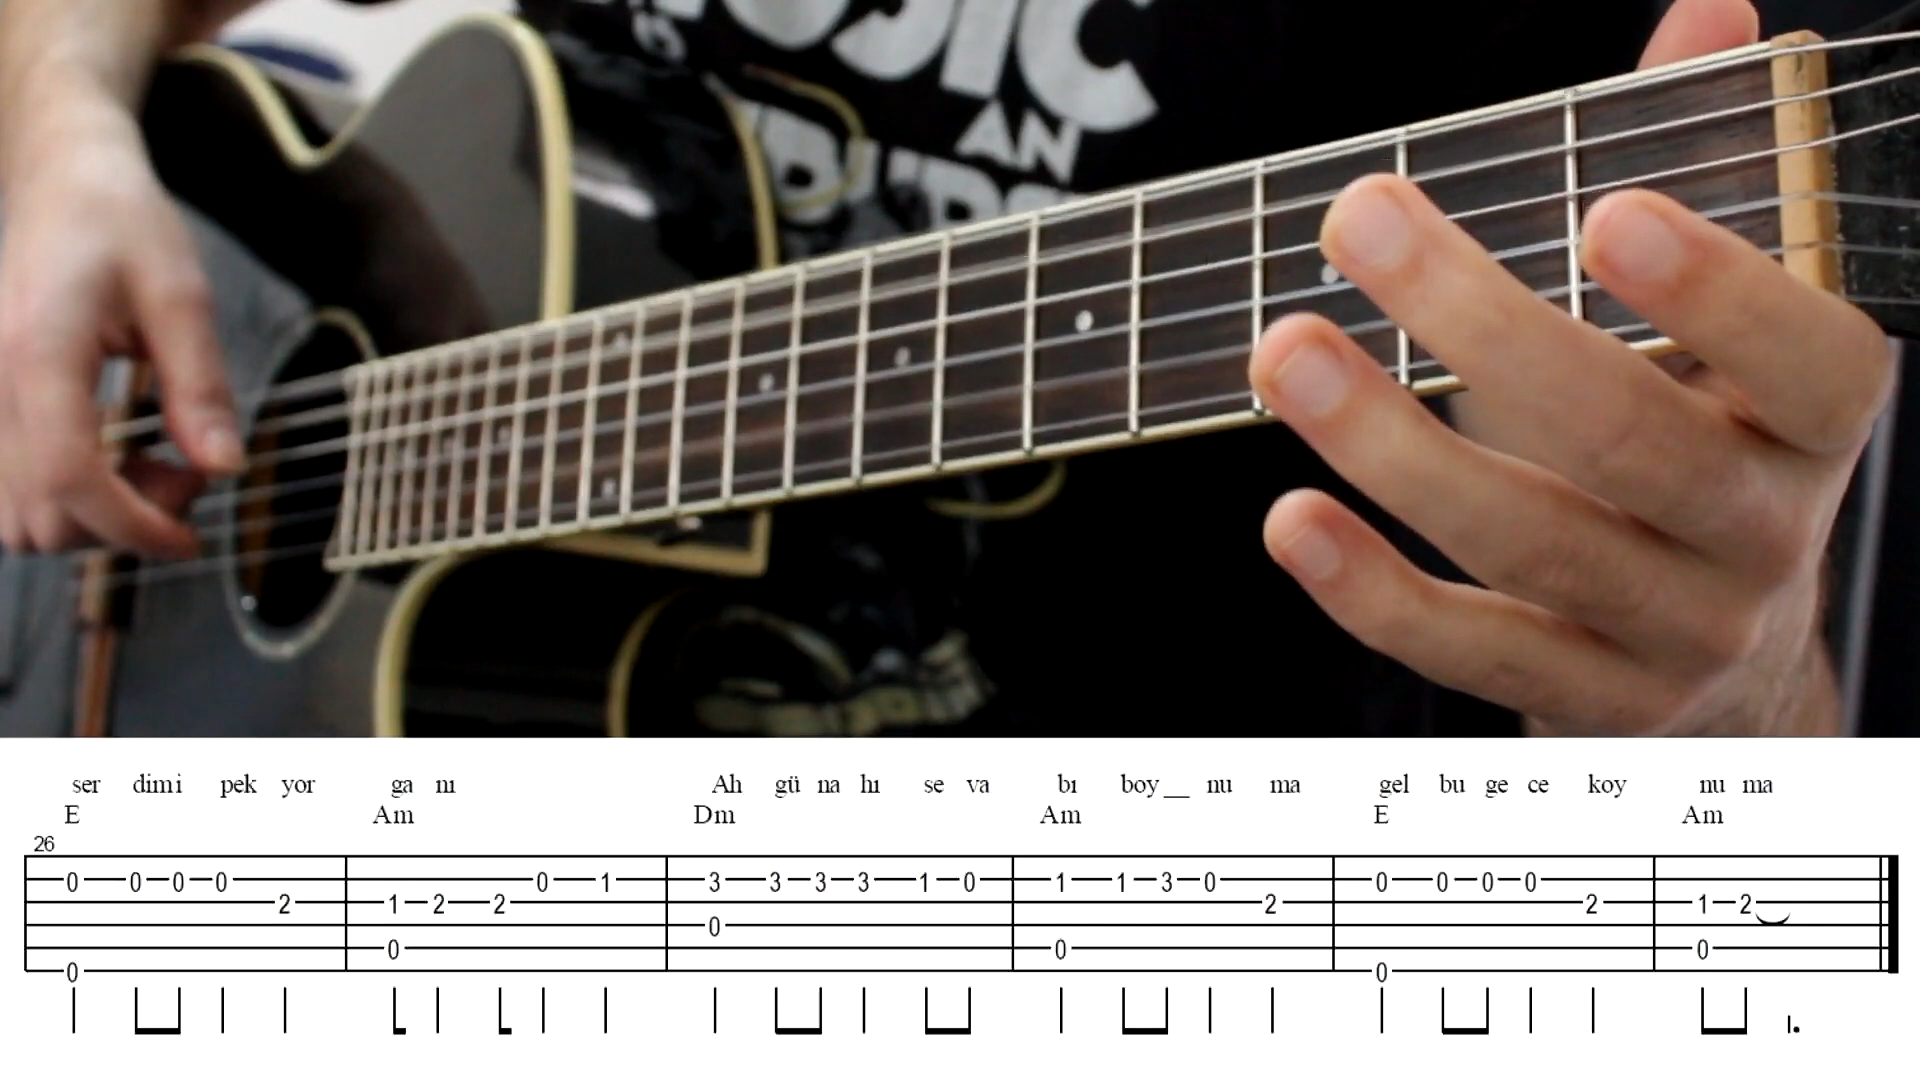 MUSIC
AN
ser dimi pek yor ga nı Ah gü na hı se va bı boy__ nu ma gel bu ge ce koy nu ma
E Am Dm Am E Am
26
0 0 0 0 0 1 3 3 3 3 1 0 1 1 3 0 0 0 0 0
2 1 2 2 2 2 1 2
0
0 0 0
0 0